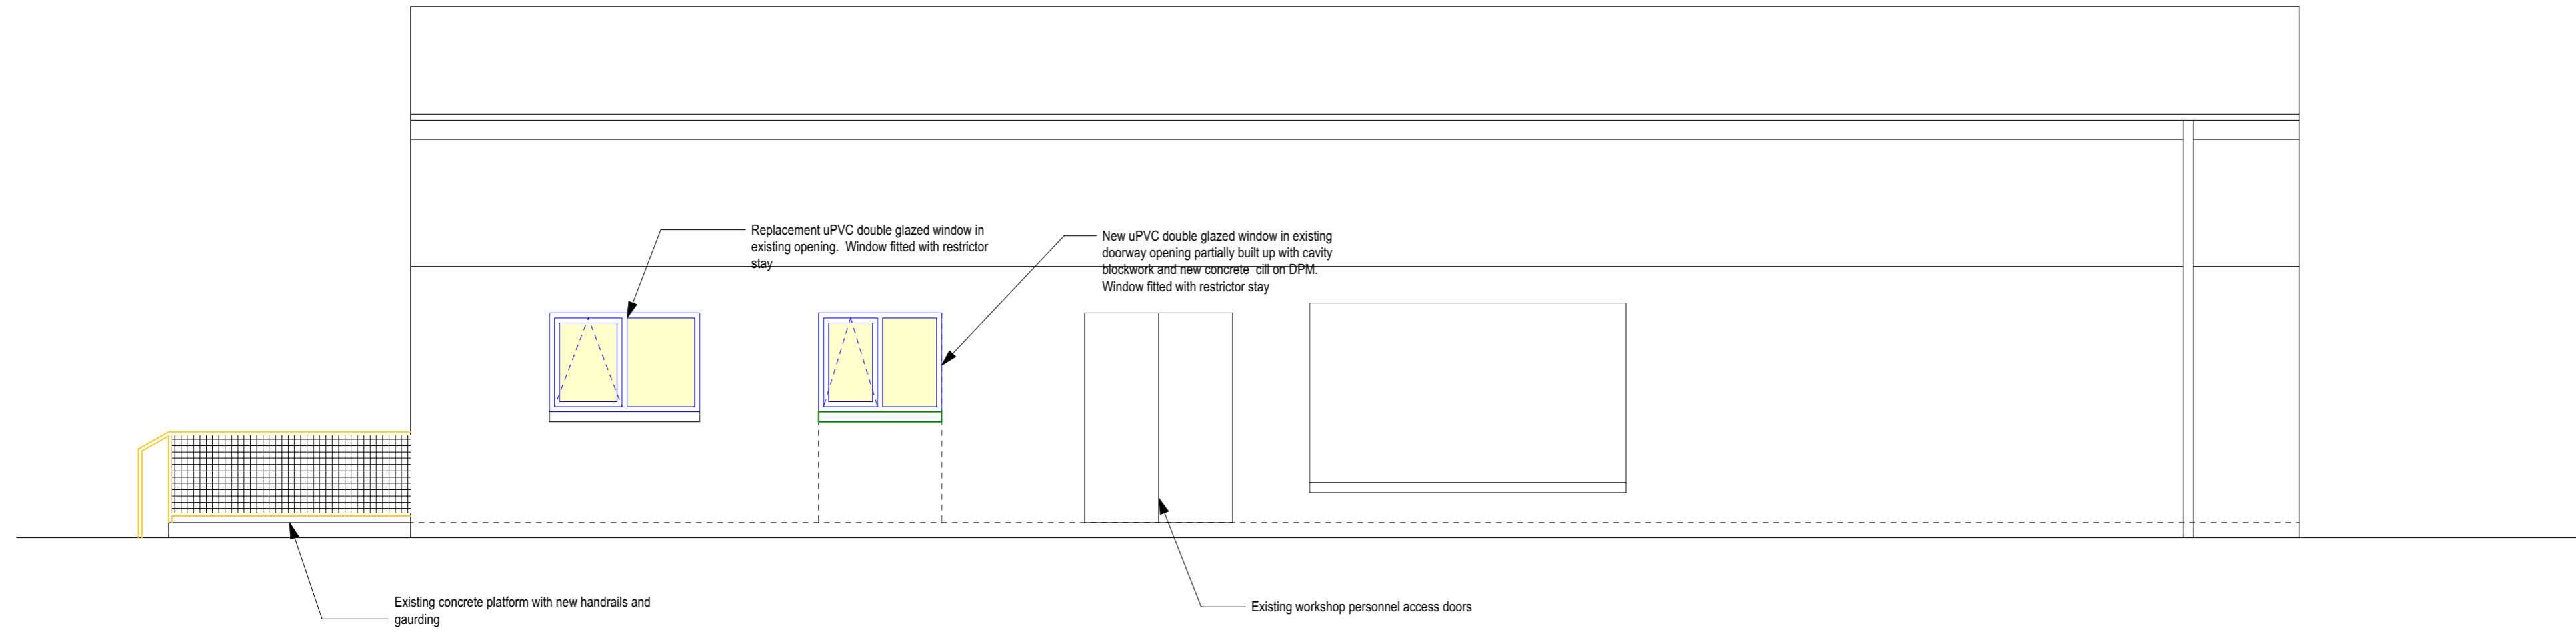 Replacement uPVC double glazed window in
existing opening.  Window fitted with restrictor
stay
New uPVC double glazed window in existing
doorway opening partially built up with cavity
blockwork and new concrete  cill on DPM.
Window fitted with restrictor stay
Existing concrete platform with new handrails and
gaurding
Existing workshop personnel access doors